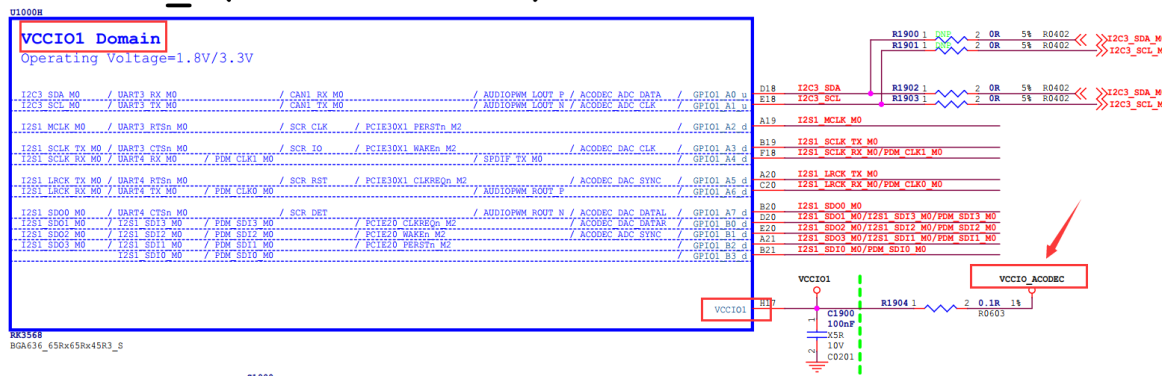 U1000H
VCCIO1 Domain
Operating Voltage=1.8V/3.3V
R1900 1 DNP 2 0R 5% R0402 I2C3_SDA_M
R1901 1 DNP 2 0R 5% R0402 I2C3_SCL_M
I2C3_SDA_M0 / UART3_RX_M0 / CAN1_RX_M0 / AUDIOPWM_LOUT_P / ACODEC_ADC_DATA / GPIO1_A0_u D18 I2C3_SDA R1902 1 2 0R 5% R0402 I2C3_SDA_M
I2C3_SCL_M0 / UART3_TX_M0 / CAN1_TX_M0 / AUDIOPWM_LOUT_N / ACODEC_ADC_CLK / GPIO1_A1_u E18 I2C3_SCL R1903 1 2 0R 5% R0402 I2C3_SCL_M
I2S1_MCLK_M0 / UART3_RTSn_M0 / SCR_CLK / PCIE30X1_PERSTn_M2 / GPIO1_A2_d A19 I2S1_MCLK_M0
I2S1_SCLK_TX_M0 / UART3_CTSn_M0 / SCR_IO / PCIE30X1_WAKEn_M2 / ACODEC_DAC_CLK / GPIO1_A3_d B19 I2S1_SCLK_TX_M0
I2S1_SCLK_RX_M0 / UART4_RX_M0 / PDM_CLK1_M0 / SPDIF_TX_M0 / GPIO1_A4_d F18 I2S1_SCLK_RX_M0/PDM_CLK1_M0
I2S1_LRCK_TX_M0 / UART4_RTSn_M0 / SCR_RST / PCIE30X1_CLKREQn_M2 / ACODEC_DAC_SYNC / GPIO1_A5_d A20 I2S1_LRCK_TX_M0
I2S1_LRCK_RX_M0 / UART4_TX_M0 / PDM_CLK0_M0 / AUDIOPWM_ROUT_P / GPIO1_A6_d C20 I2S1_LRCK_RX_M0/PDM_CLK0_M0
I2S1_SDO0_M0 / UART4_CTSn_M0 / SCR_DET / AUDIOPWM_ROUT_N / ACODEC_DAC_DATAL / GPIO1_A7_d B20 I2S1_SDO0_M0
I2S1_SDO1_M0 / I2S1_SDI3_M0 / PDM_SDI3_M0 / PCIE20_CLKREQn_M2 / ACODEC_DAC_DATAR / GPIO1_B0_d D20 I2S1_SDO1_M0/I2S1_SDI3_M0/PDM_SDI3_M0
I2S1_SDO2_M0 / I2S1_SDI2_M0 / PDM_SDI2_M0 / PCIE20_WAKEn_M2 / ACODEC_ADC_SYNC / GPIO1_B1_d E20 I2S1_SDO2_M0/I2S1_SDI2_M0/PDM_SDI2_M0
I2S1_SDO3_M0 / I2S1_SDI1_M0 / PDM_SDI1_M0 / PCIE20_PERSTn_M2 / GPIO1_B2_d A21 I2S1_SDO3_M0/I2S1_SDI1_M0/PDM_SDI1_M0
I2S1_SDI0_M0 / PDM_SDI0_M0 / GPIO1_B3_d B21 I2S1_SDI0_M0/PDM_SDI0_M0
VCCIO1 VCCIO_ACODEC
VCCIO1 H17 R1904 1 2 0.1R 1%
R0603
C1900
1 100nF
X5R
10V
2 C0201
RK3568
BGA636_65Rx65Rx45R3_S